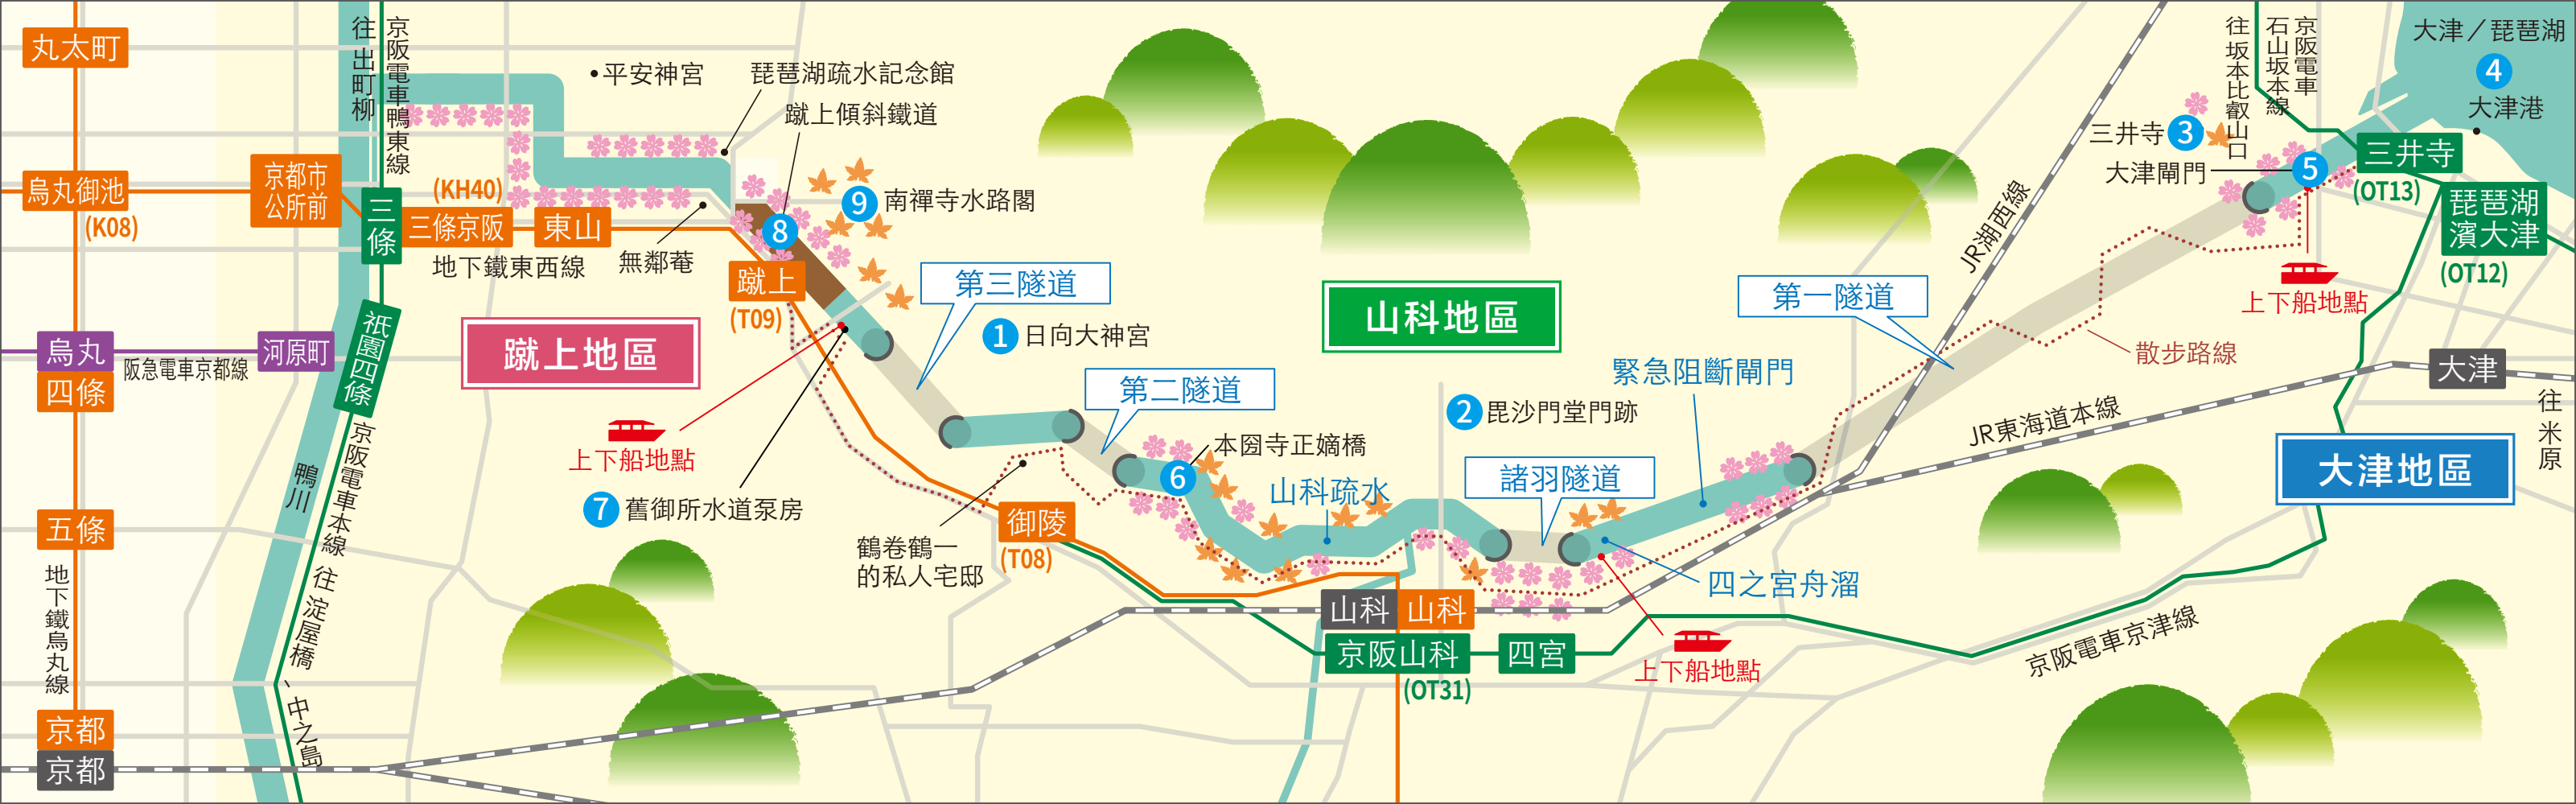 丸太町
烏丸御池
(K08)
京都市
公所前
烏丸
四條
阪急電車京都線
河原町
五條
地下鐵烏丸線
京都
京都
往 出町柳
京阪電車鴨東線
三條
(KH40)
三條京阪
東山
地下鐵東西線
祇園四條
鴨川
京阪電車本線
往 淀屋橋、中之島
平安神宮
琵琶湖疏水記念館
蹴上傾斜鐵道
9
南禪寺水路閣
8
無鄰菴
蹴上
(T09)
蹴上地區
第三隧道
1
日向大神宮
第二隧道
上下船地點
7
舊御所水道泵房
鶴卷鶴一
的私人宅邸
御陵
(T08)
6
本圀寺正嫡橋
山科疏水
山科地區
2
毘沙門堂門跡
諸羽隧道
緊急阻斷閘門
四之宮舟溜
上下船地點
山科
山科
京阪山科
(OT31)
四宮
第一隧道
散步路線
JR湖西線
JR東海道本線
京阪電車京津線
往 坂本比叡山口
京阪電車
石山坂本線
大津／琵琶湖
4
大津港
三井寺
3
大津閘門
5
三井寺
(OT13)
琵琶湖
濱大津
(OT12)
上下船地點
大津
往 米原
大津地區